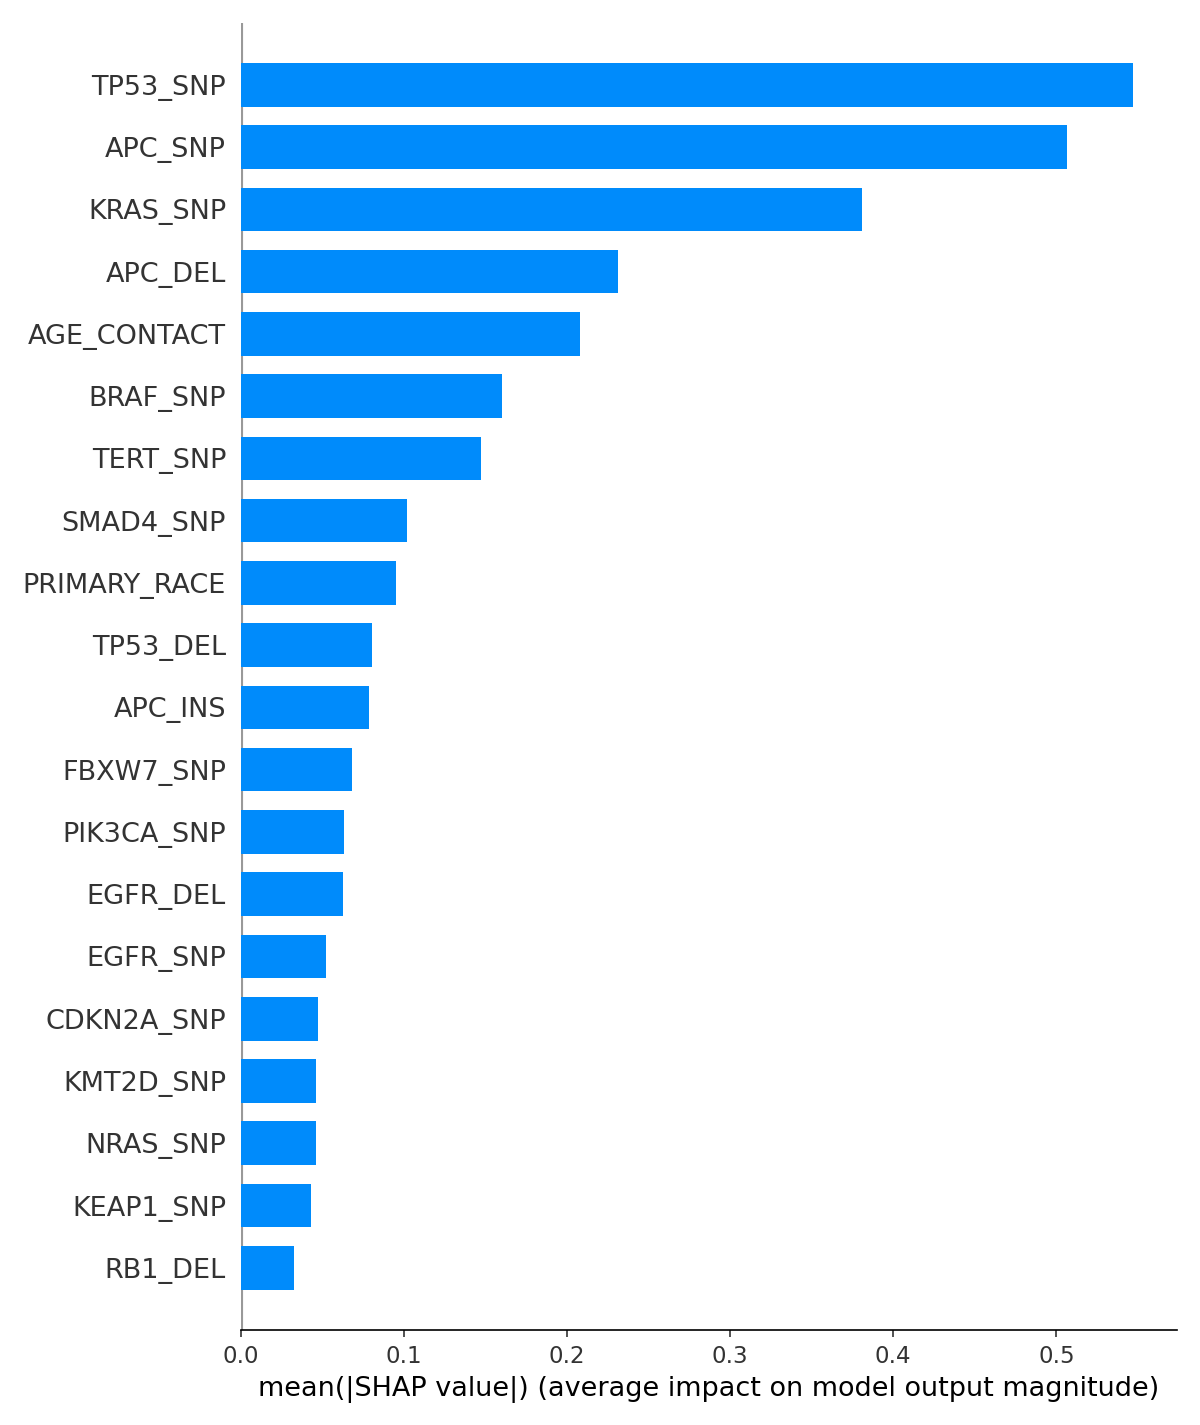 TP53_SNP
APC_SNP
KRAS_SNP
APC_DEL
AGE_CONTACT
BRAF_SNP
TERT_SNP
SMAD4_SNP
PRIMARY_RACE
TP53_DEL
APC_INS
FBXW7_SNP
PIK3CA_SNP
EGFR_DEL
EGFR_SNP
CDKN2A_SNP
KMT2D_SNP
NRAS_SNP
KEAP1_SNP
RB1_DEL
0.0 0.1 0.2 0.3 0.4 0.5
mean(|SHAP value|) (average impact on model output magnitude)